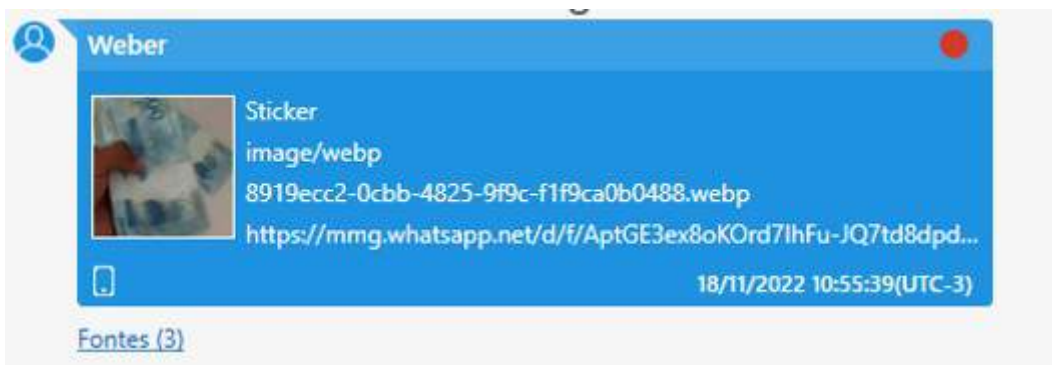 Weber
Sticker
image/webp
8919ecc2-0cbb-4825-9f9c-f1f9ca0b0488.webp
https://mmg.whatsapp.net/d/f/AptGE3ex8oKOrd7IhFu-JQ7td8dpd...
18/11/2022 10:55:39(UTC-3)
Fontes (3)